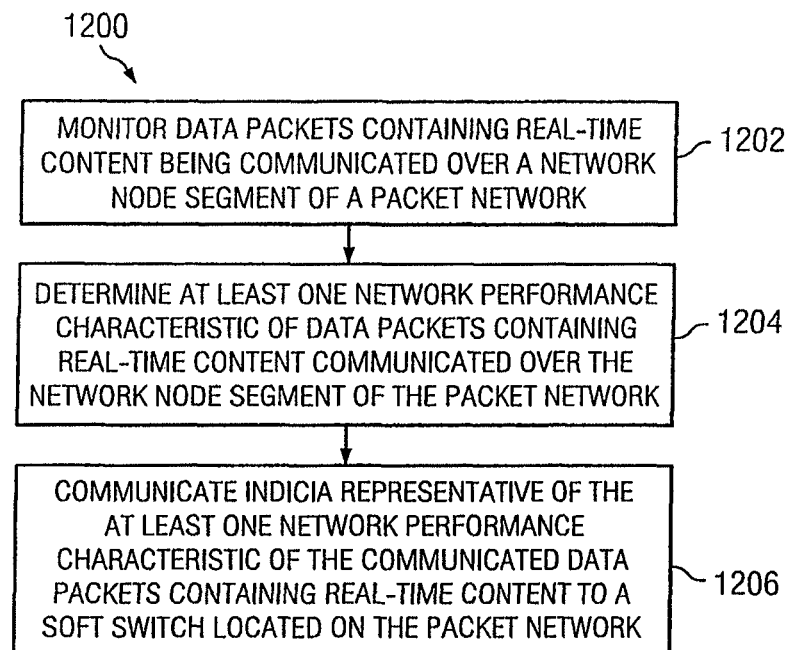 1200
MONITOR DATA PACKETS CONTAINING REAL-TIME
CONTENT BEING COMMUNICATED OVER A NETWORK
NODE SEGMENT OF A PACKET NETWORK
1202
DETERMINE AT LEAST ONE NETWORK PERFORMANCE
CHARACTERISTIC OF DATA PACKETS CONTAINING
REAL-TIME CONTENT COMMUNICATED OVER THE
NETWORK NODE SEGMENT OF THE PACKET NETWORK
1204
COMMUNICATE INDICIA REPRESENTATIVE OF THE
AT LEAST ONE NETWORK PERFORMANCE
CHARACTERISTIC OF THE COMMUNICATED DATA
PACKETS CONTAINING REAL-TIME CONTENT TO A
SOFT SWITCH LOCATED ON THE PACKET NETWORK
1206